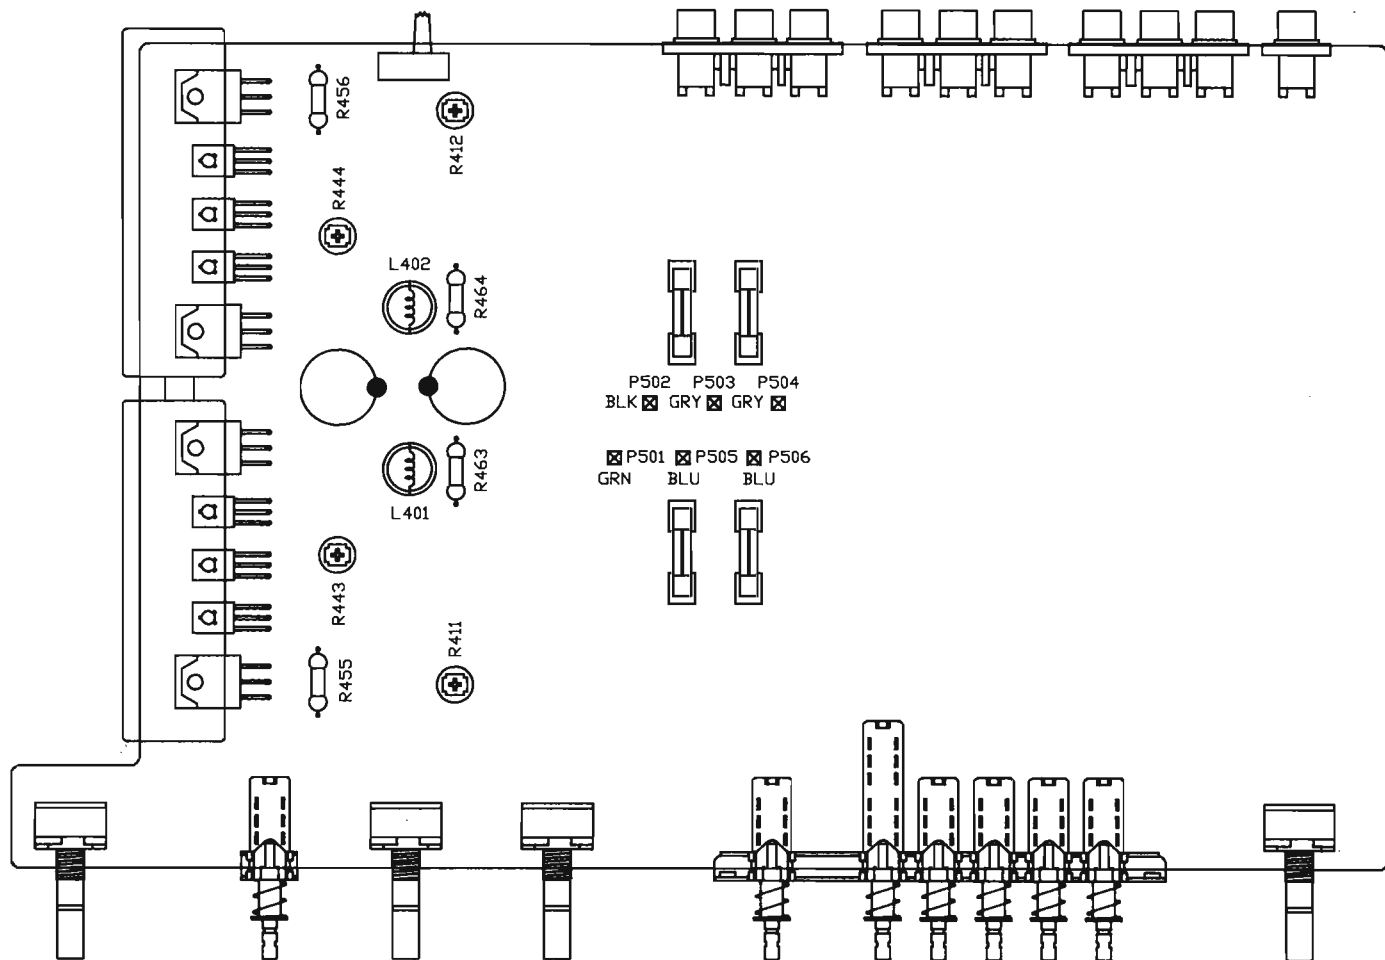 R456
R412
R444
L402
R464
P502 P503 P504
BLK GRY GRY
P501 P505 P506
GRN BLU BLU
R463
L401
R443
R411
R455